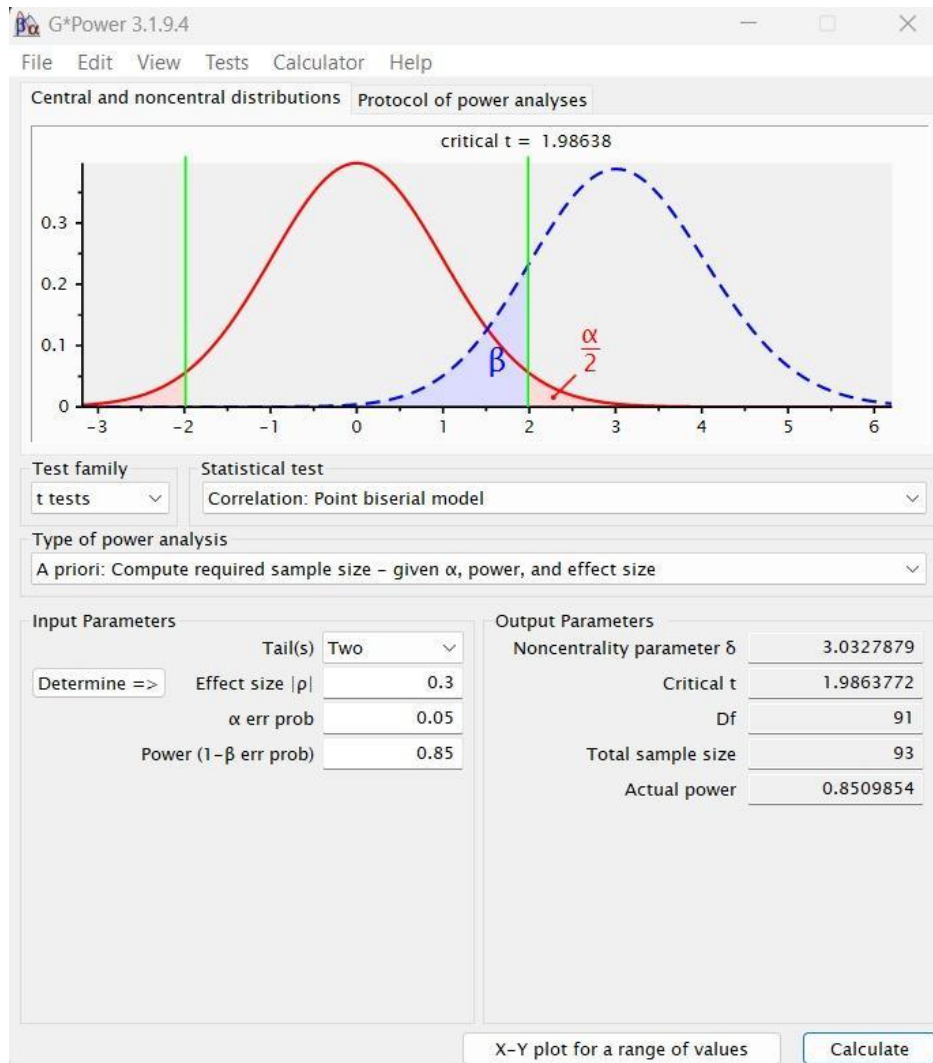 G*Power 3.1.9.4
File Edit View Tests Calculator Help
Central and noncentral distributions Protocol of power analyses
critical t = 1.98638
0.3
0.2
0.1
0
β
α
2
-3 -2 -1 0 1 2 3 4 5 6
Test family Statistical test
t tests Correlation: Point biserial model
Type of power analysis
A priori: Compute required sample size – given α, power, and effect size
Input Parameters Output Parameters
Tail(s) Two Noncentrality parameter δ 3.0327879
Determine => Effect size |ρ| 0.3 Critical t 1.9863772
α err prob 0.05 Df 91
Power (1-β err prob) 0.85 Total sample size 93
Actual power 0.8509854
X-Y plot for a range of values Calculate